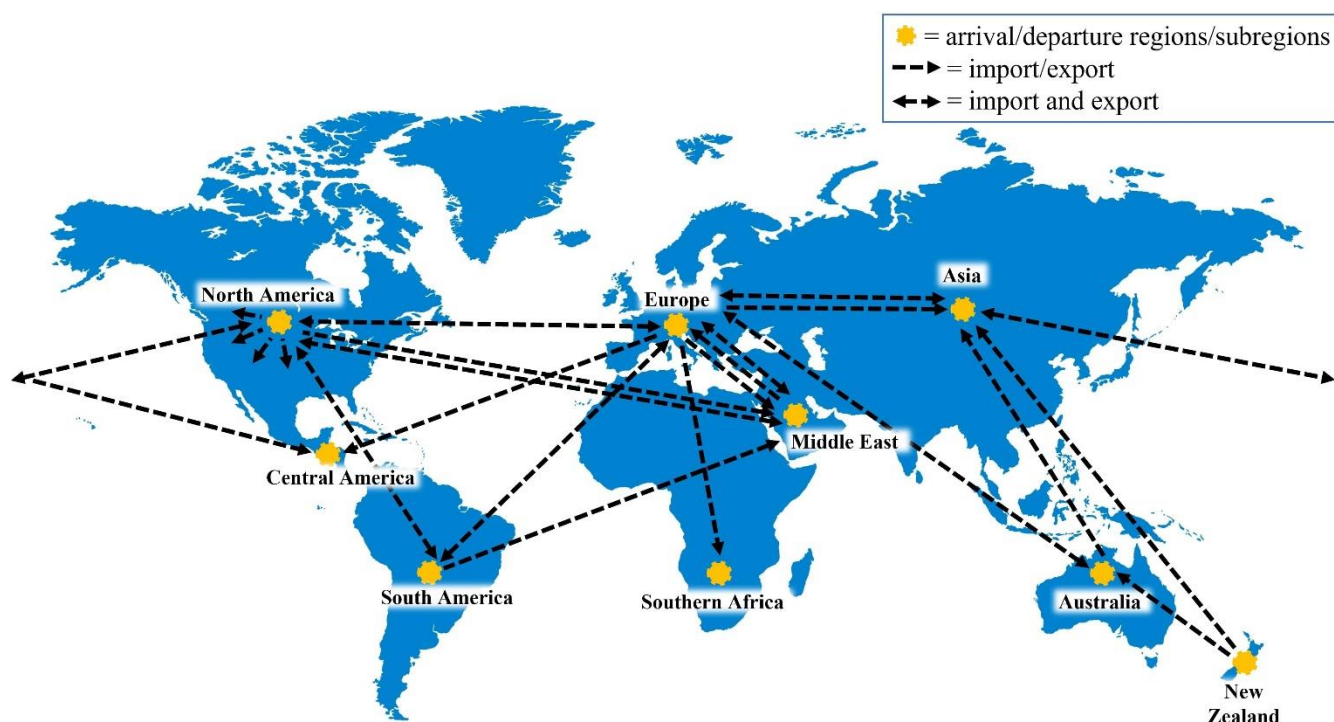 = arrival/departure regions/subregions
= import/export
= import and export
North America
Europe
Asia
Middle East
Central America
South America
Southern Africa
Australia
New
Zealand